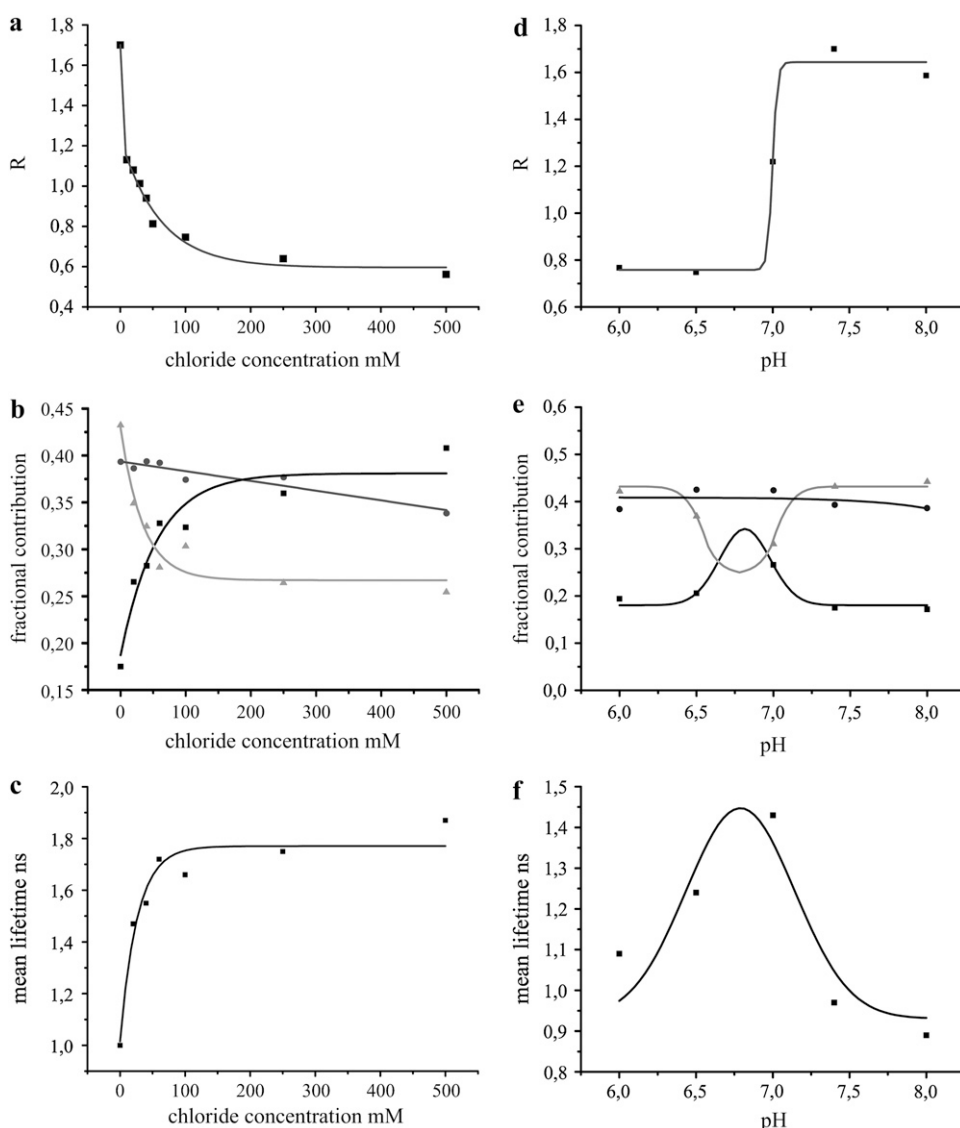 a
1,8
1,6
1,4
1,2
1,0
0,8
0,6
0,4
R
0 100 200 300 400 500
chloride concentration mM
d
1,8
1,6
1,4
1,2
1,0
0,8
0,6
R
6,0 6,5 7,0 7,5 8,0
pH
b
0,45
0,40
0,35
0,30
0,25
0,20
0,15
fractional contribution
0 100 200 300 400 500
chloride concentration mM
e
0,6
0,5
0,4
0,3
0,2
0,1
0,0
fractional contribution
6,0 6,5 7,0 7,5 8,0
pH
c
2,0
1,8
1,6
1,4
1,2
1,0
mean lifetime ns
0 100 200 300 400 500
chloride concentration mM
f
1,5
1,4
1,3
1,2
1,1
1,0
0,9
0,8
mean lifetime ns
6,0 6,5 7,0 7,5 8,0
pH